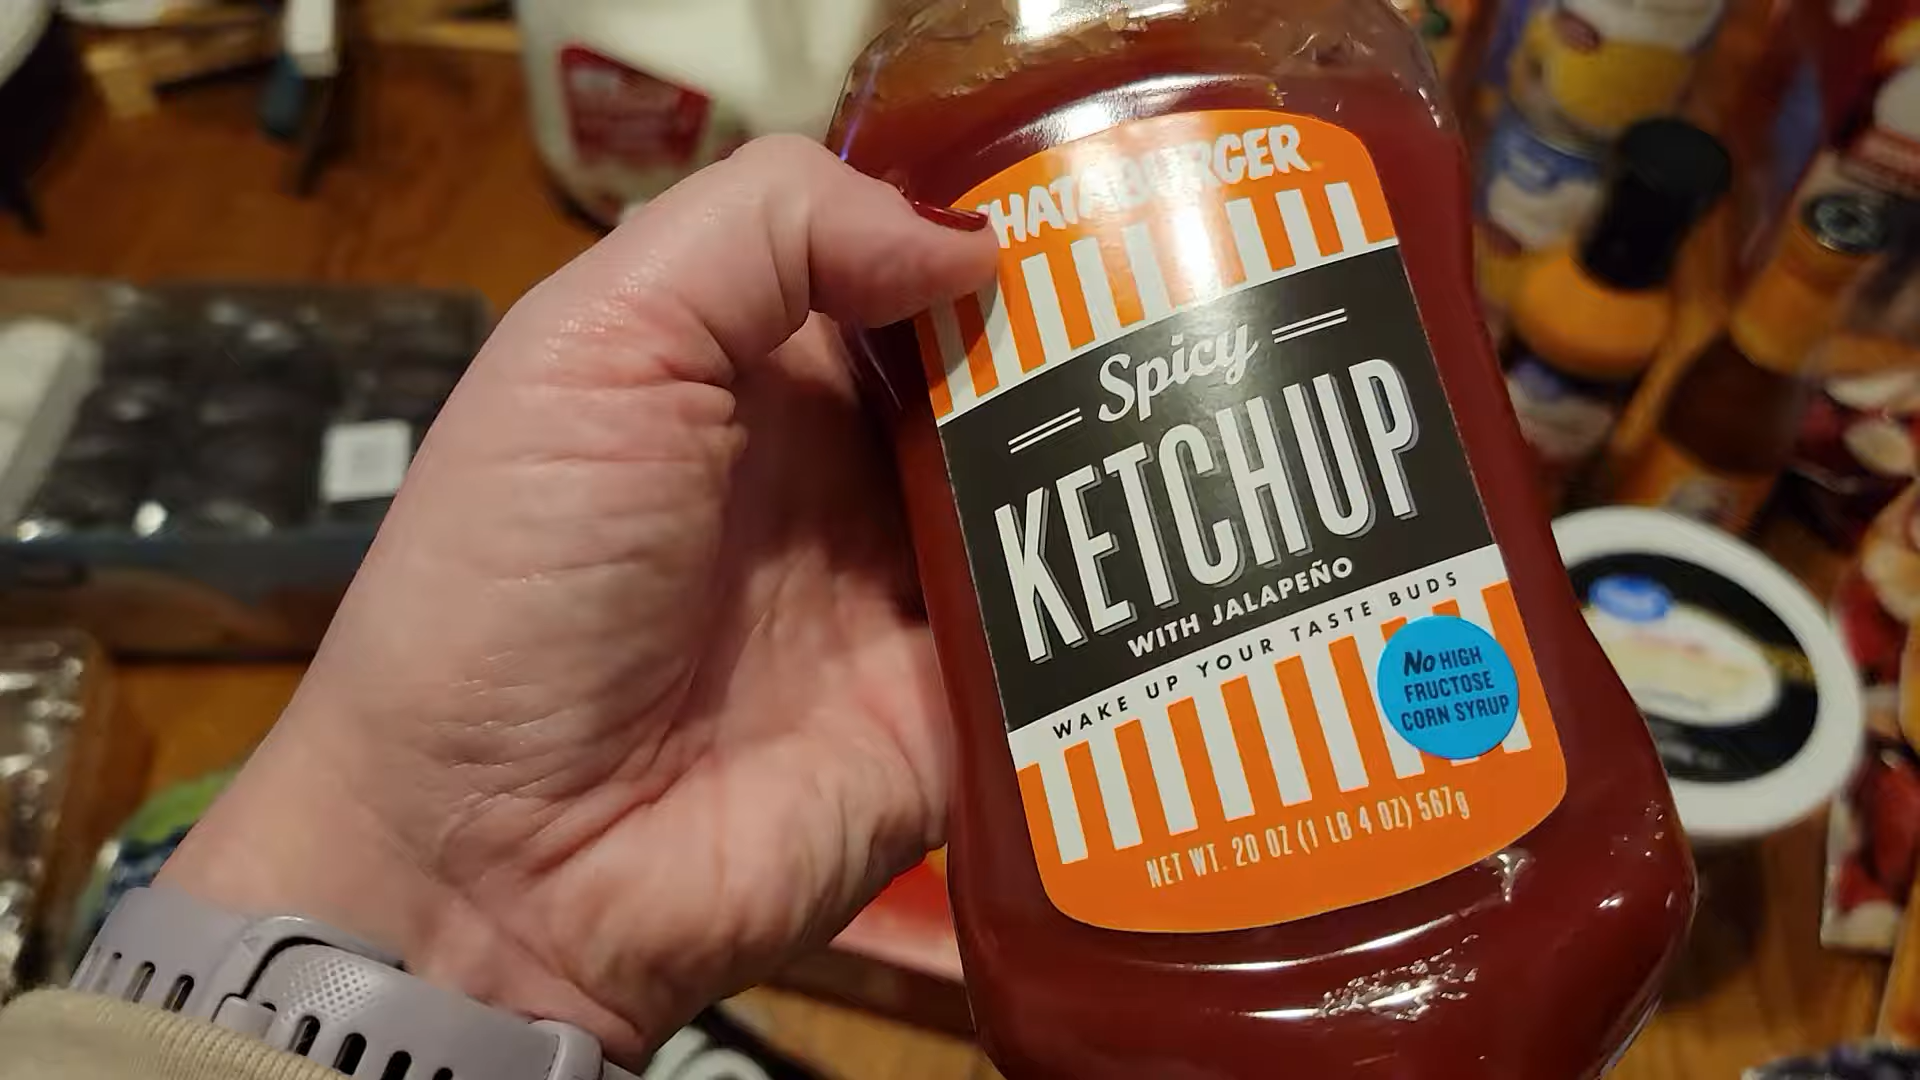 WHATABURGER
Spicy
KETCHUP
WITH JALAPEÑO
WAKE UP YOUR TASTE BUDS
No HIGH
FRUCTOSE
CORN SYRUP
NET WT. 20 OZ (1 LB 4 OZ) 567g